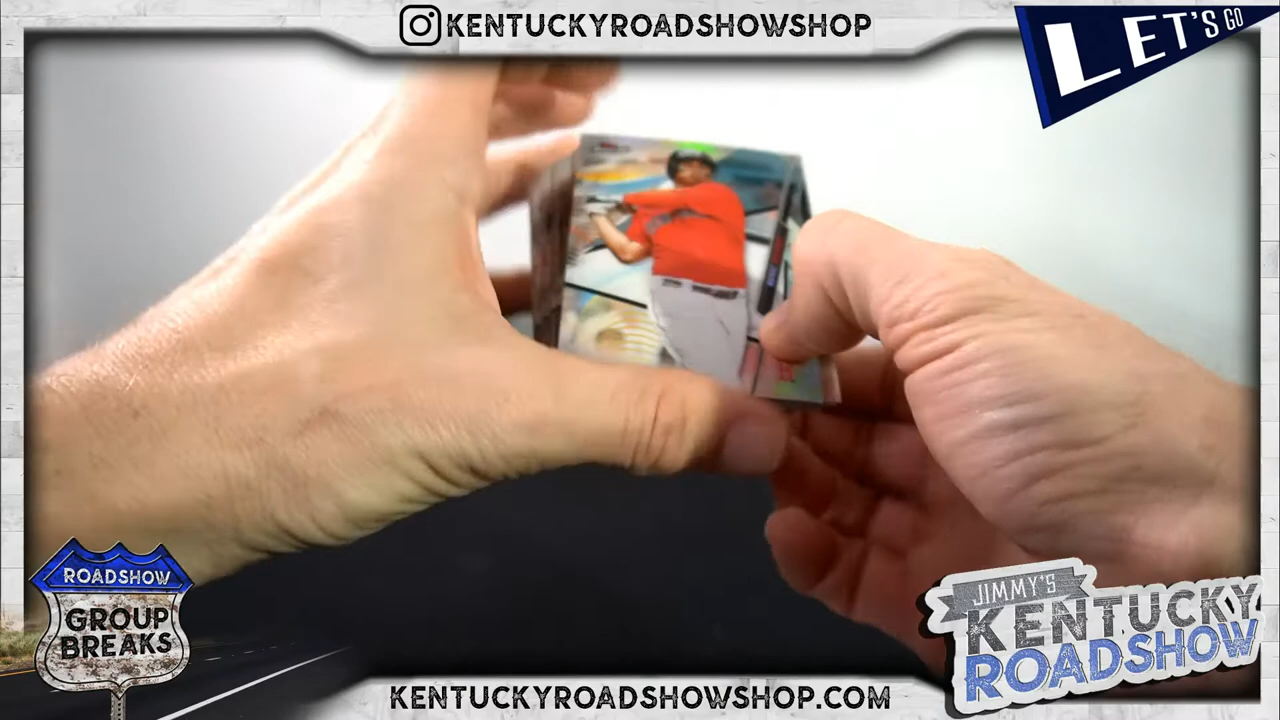 KENTUCKYROADSHOWSHOP
LET'S GO
ROADSHOW
GROUP
BREAKS
JIMMY'S
KENTUCKY
ROADSHOW
KENTUCKYROADSHOWSHOP.COM